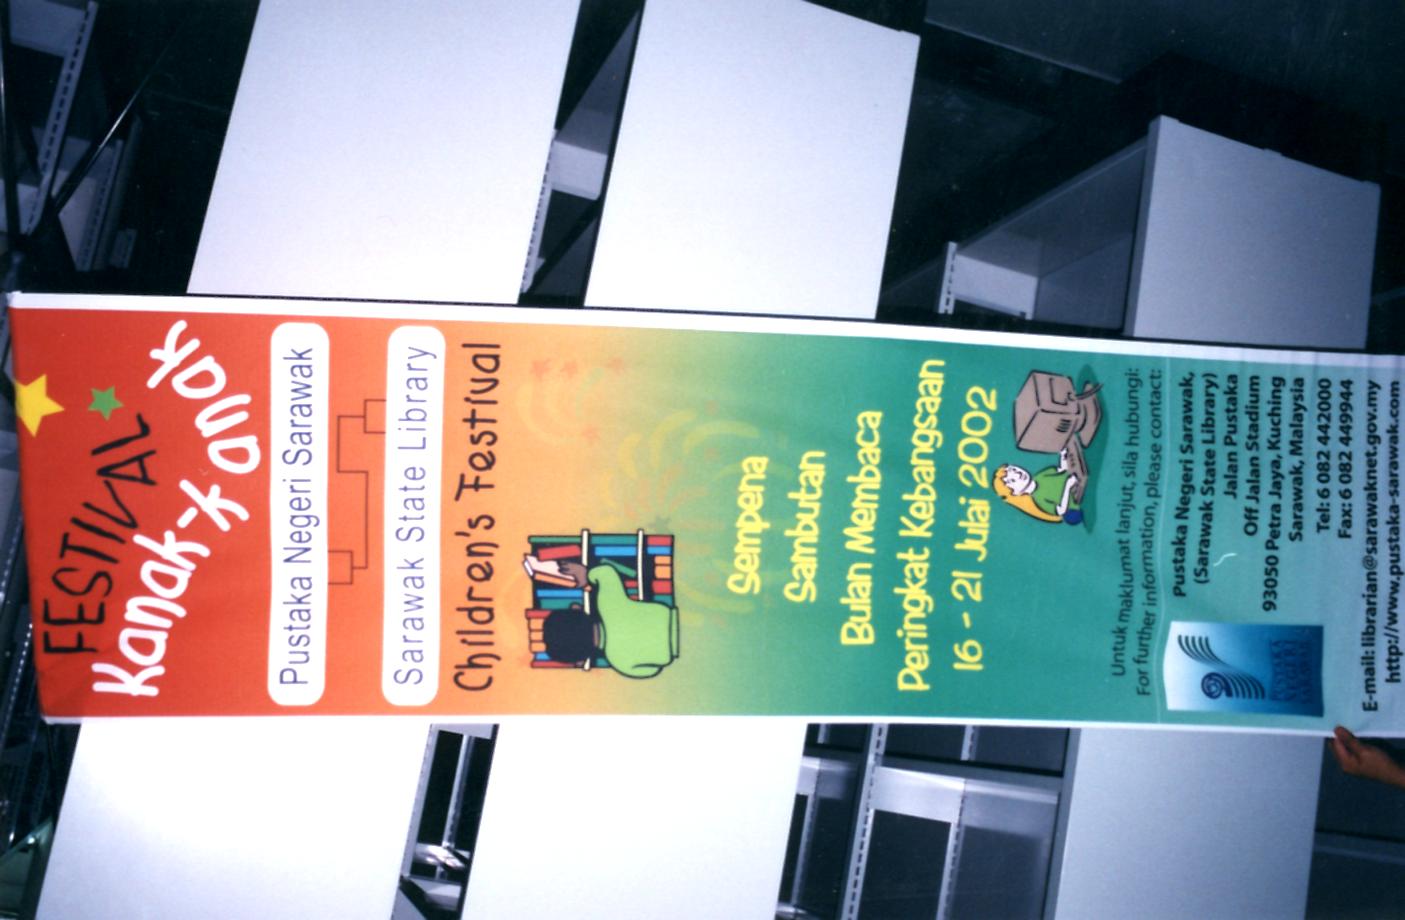 FESTIVAL
Kanak-Kanak
Pustaka Negeri Sarawak
Sarawak State Library
Children's Festival
Sempena
Sambutan
Bulan Membaca
Peringkat Kebangsaan
16 - 21 Julai 2002
Untuk maklumat lanjut, sila hubungi:
For further information, please contact:
Pustaka Negeri Sarawak,
(Sarawak State Library)
Jalan Pustaka
Off Jalan Stadium
93050 Petra Jaya, Kuching
Sarawak, Malaysia
Tel: 6 082 442000
Fax: 6 082 449944
PUSTAKA
NEGERI
SARAWAK
E-mail: librarian@sarawaknet.gov.my
http://www.pustaka-sarawak.com